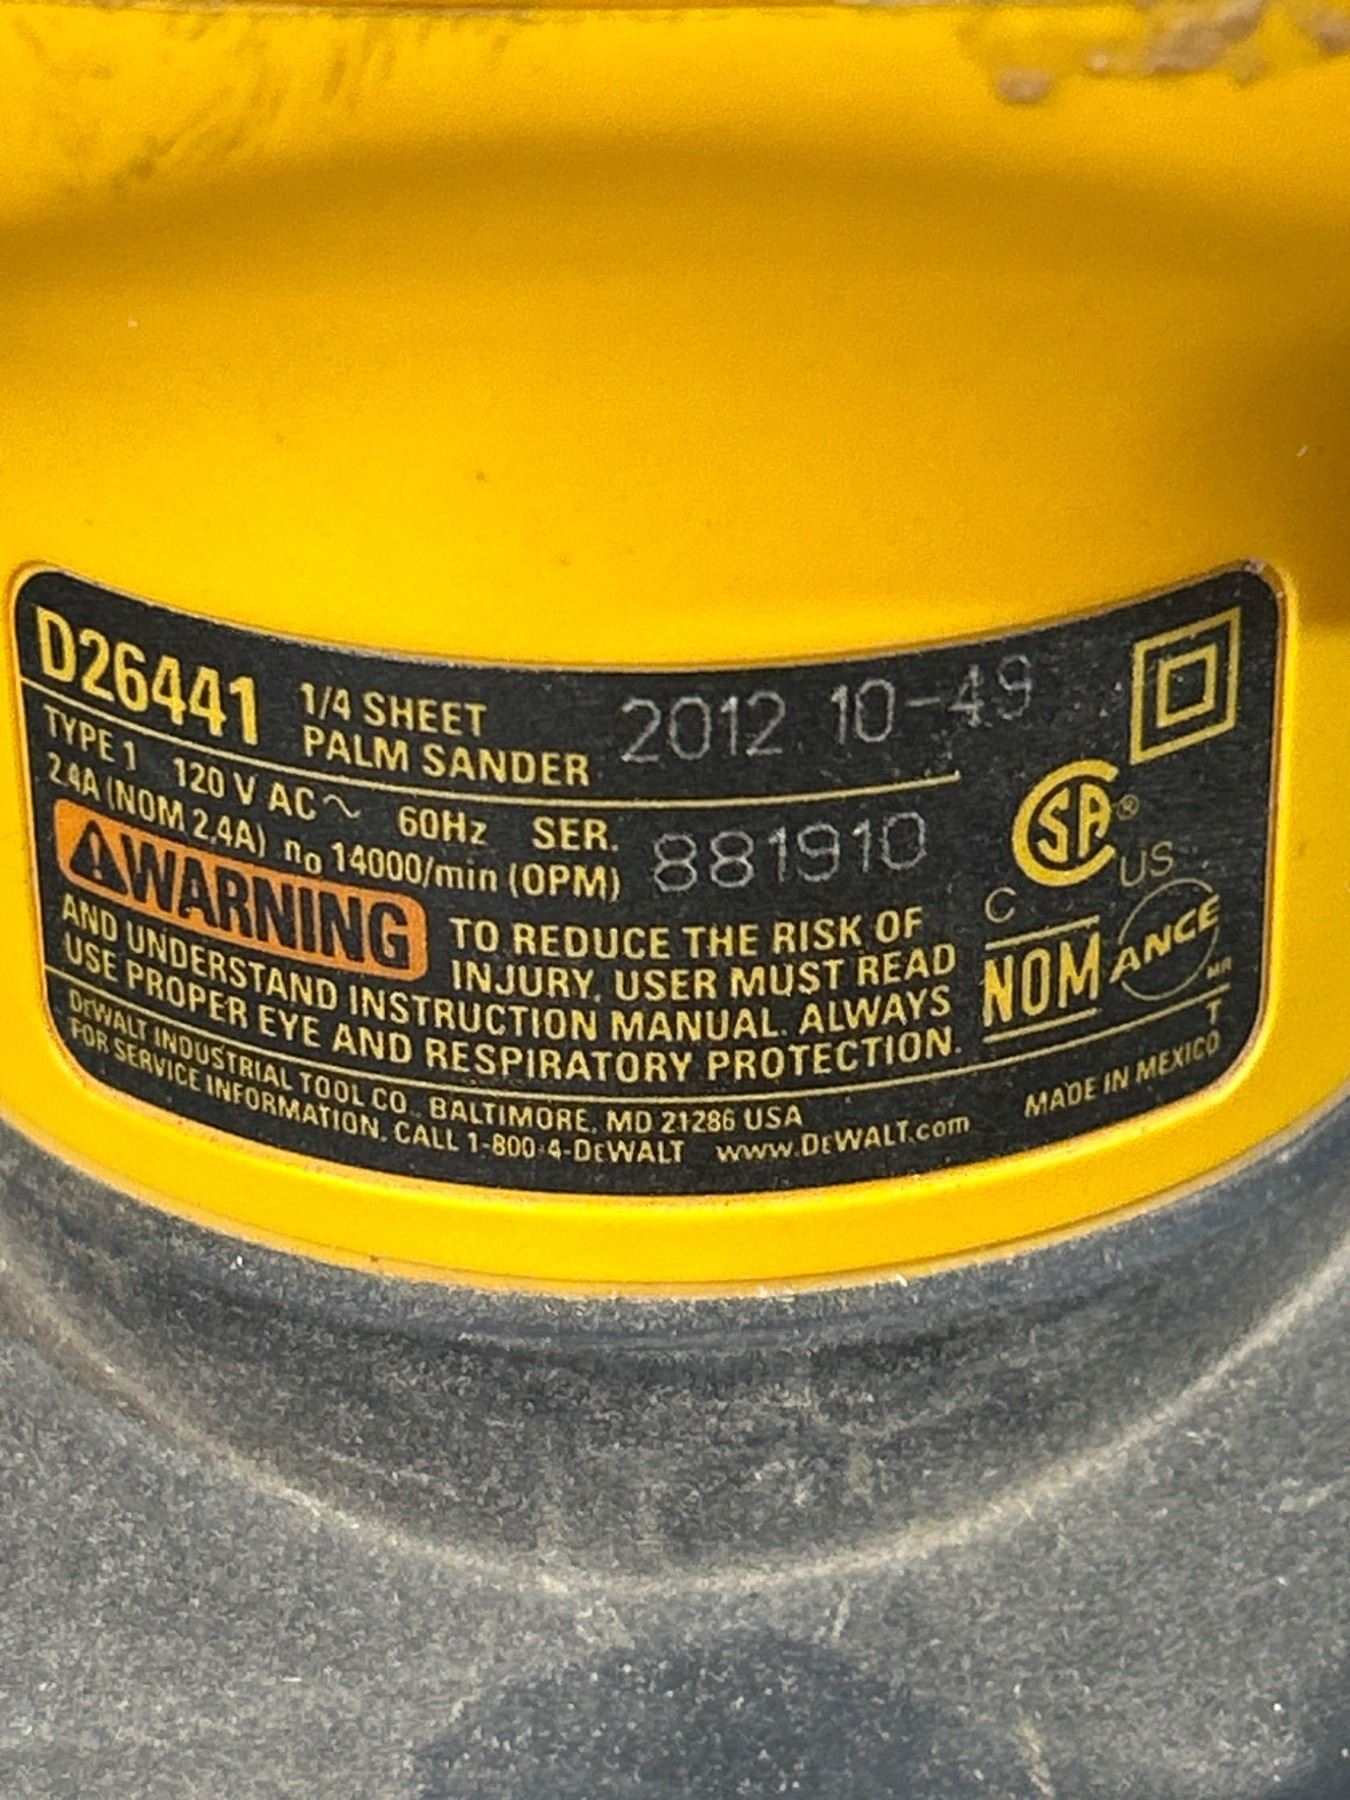 D26441 1/4 SHEET PALM SANDER 2012 10-49
TYPE 1 120 V AC ~ 60Hz SER. 881910
2.4A (NOM 2.4A) no 14000/min (OPM)
WARNING TO REDUCE THE RISK OF
INJURY, USER MUST READ
AND UNDERSTAND INSTRUCTION MANUAL. ALWAYS
USE PROPER EYE AND RESPIRATORY PROTECTION.
DEWALT INDUSTRIAL TOOL CO., BALTIMORE, MD 21286 USA
FOR SERVICE INFORMATION, CALL 1-800-4-DEWALT www.DEWALT.com
SA ®
C US
NOM ANCE
MR
T
MADE IN MEXICO